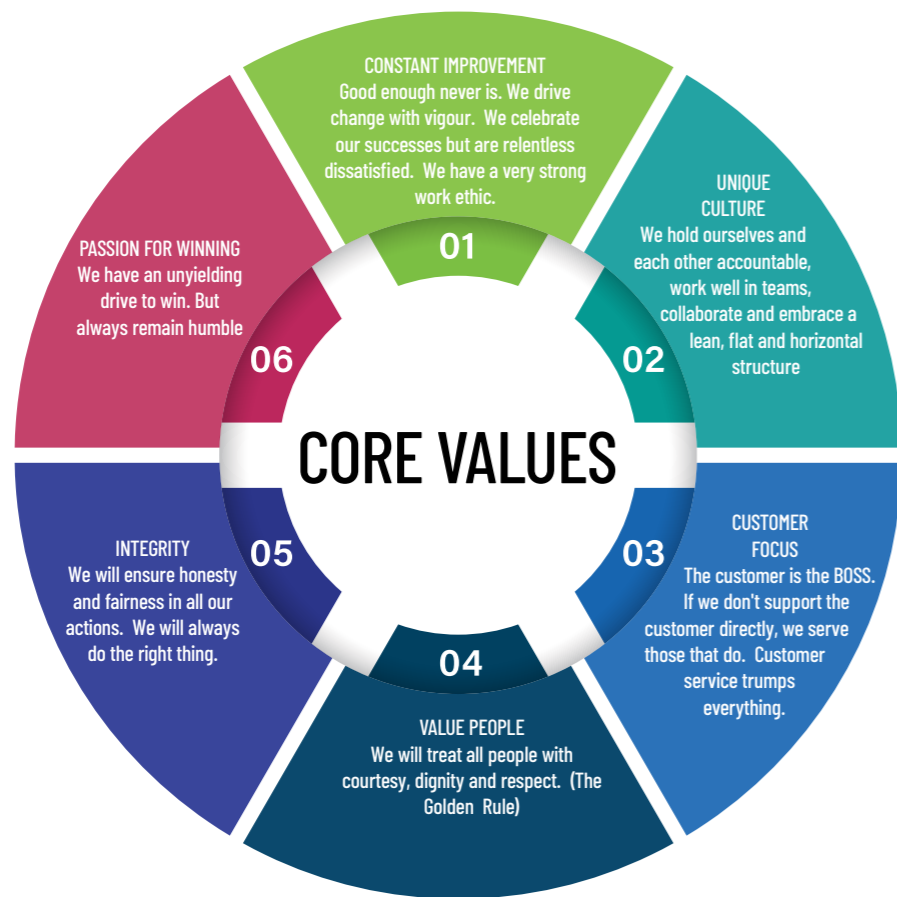 CONSTANT IMPROVEMENT
Good enough never is. We drive
change with vigour. We celebrate
our successes but are relentless
dissatisfied. We have a very strong
work ethic.
01
UNIQUE
CULTURE
We hold ourselves and
each other accountable,
work well in teams,
collaborate and embrace a
lean, flat and horizontal
structure
02
CUSTOMER
FOCUS
The customer is the BOSS.
If we don't support the
customer directly, we serve
those that do. Customer
service trumps
everything.
03
04
VALUE PEOPLE
We will treat all people with
courtesy, dignity and respect. (The
Golden Rule)
INTEGRITY
We will ensure honesty
and fairness in all our
actions. We will always
do the right thing.
05
PASSION FOR WINNING
We have an unyielding
drive to win. But
always remain humble
06
CORE VALUES